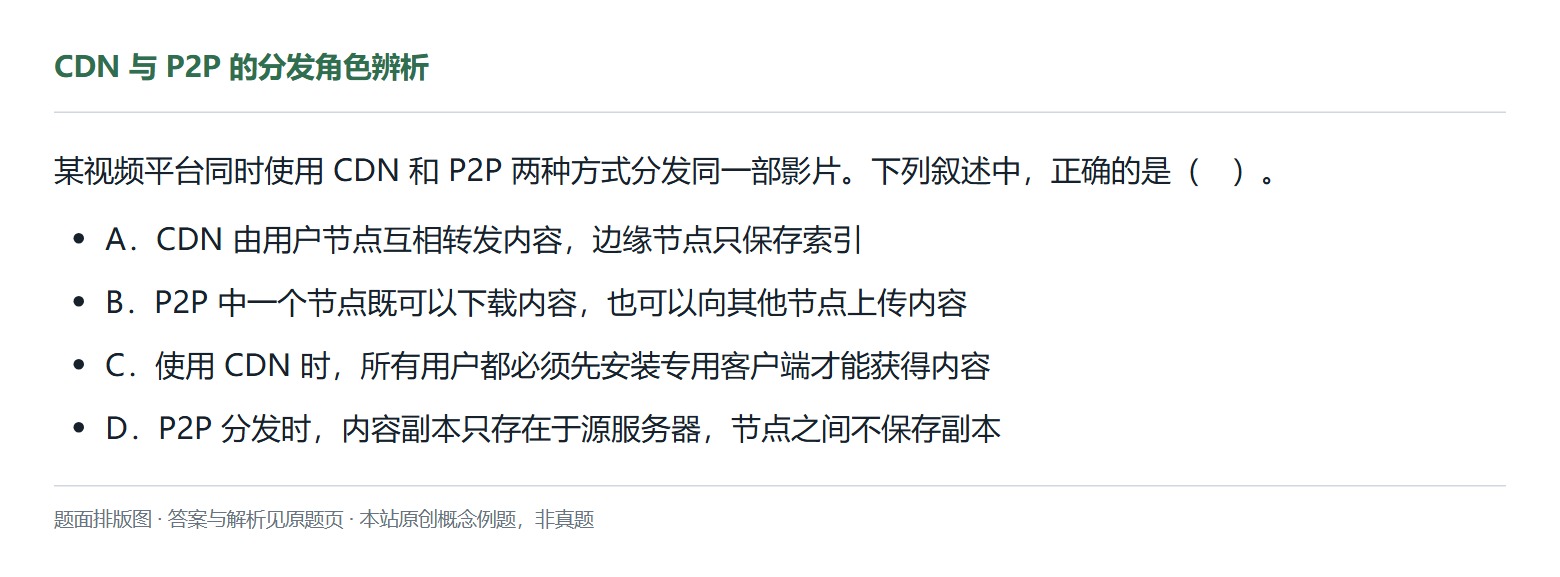 CDN 与 P2P 的分发角色辨析
某视频平台同时使用 CDN 和 P2P 两种方式分发同一部影片。下列叙述中，正确的是（　）。
• A．CDN 由用户节点互相转发内容，边缘节点只保存索引
• B．P2P 中一个节点既可以下载内容，也可以向其他节点上传内容
• C．使用 CDN 时，所有用户都必须先安装专用客户端才能获得内容
• D．P2P 分发时，内容副本只存在于源服务器，节点之间不保存副本
题面排版图 · 答案与解析见原题页 · 本站原创概念例题，非真题